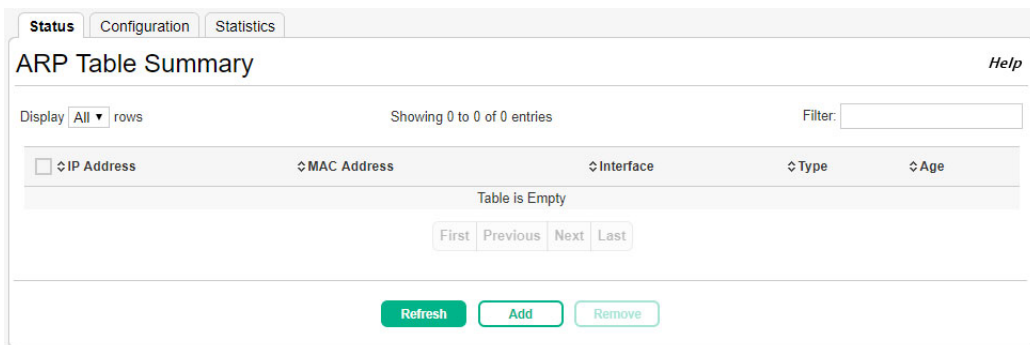 Status Configuration Statistics
ARP Table Summary Help
Display All rows Showing 0 to 0 of 0 entries Filter:
IP Address MAC Address Interface Type Age
Table is Empty
First Previous Next Last
Refresh Add Remove